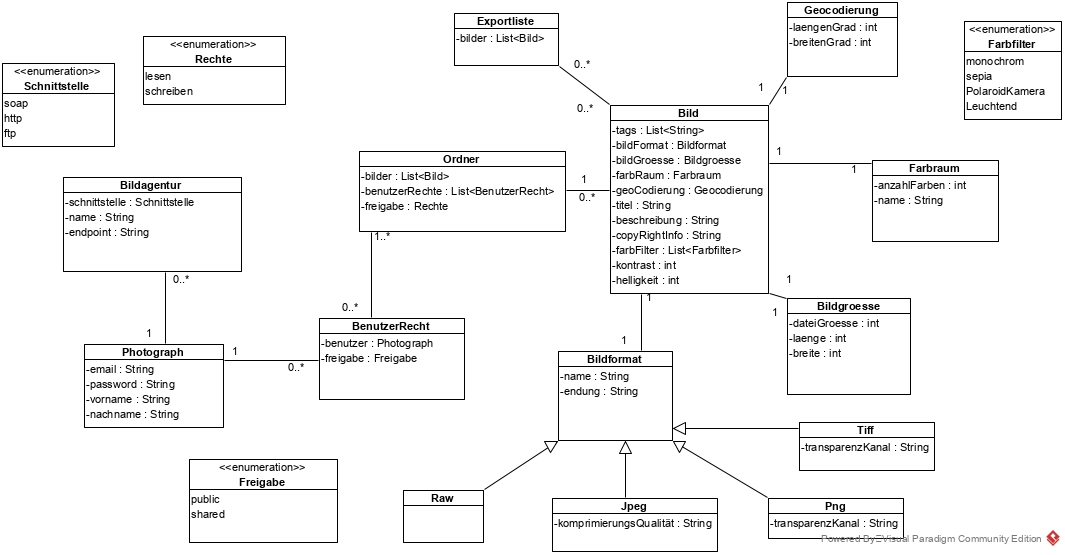 Exportliste
-bilder : List<Bild>
0..*
0..*
Geocodierung
-laengenGrad : int
-breitenGrad : int
1
1
<<enumeration>>
Farbfilter
monochrom
sepia
PolaroidKamera
Leuchtend
<<enumeration>>
Rechte
lesen
schreiben
<<enumeration>>
Schnittstelle
soap
http
ftp
Bild
-tags : List<String>
-bildFormat : Bildformat
-bildGroesse : Bildgroesse
-farbRaum : Farbraum
-geoCodierung : Geocodierung
-titel : String
-beschreibung : String
-copyRightInfo : String
-farbFilter : List<Farbfilter>
-kontrast : int
-helligkeit : int
1
1
Farbraum
-anzahlFarben : int
-name : String
Ordner
-bilder : List<Bild>
-benutzerRechte : List<BenutzerRecht>
-freigabe : Rechte
1
0..*
1..*
0..*
Bildagentur
-schnittstelle : Schnittstelle
-name : String
-endpoint : String
0..*
1
Photograph
-email : String
-password : String
-vorname : String
-nachname : String
1
0..*
BenutzerRecht
-benutzer : Photograph
-freigabe : Freigabe
1
1
Bildgroesse
-dateiGroesse : int
-laenge : int
-breite : int
1
1
Bildformat
-name : String
-endung : String
Tiff
-transparenzKanal : String
<<enumeration>>
Freigabe
public
shared
Raw
Jpeg
-komprimierungsQualität : String
Png
-transparenzKanal : String
Powered By Visual Paradigm Community Edition